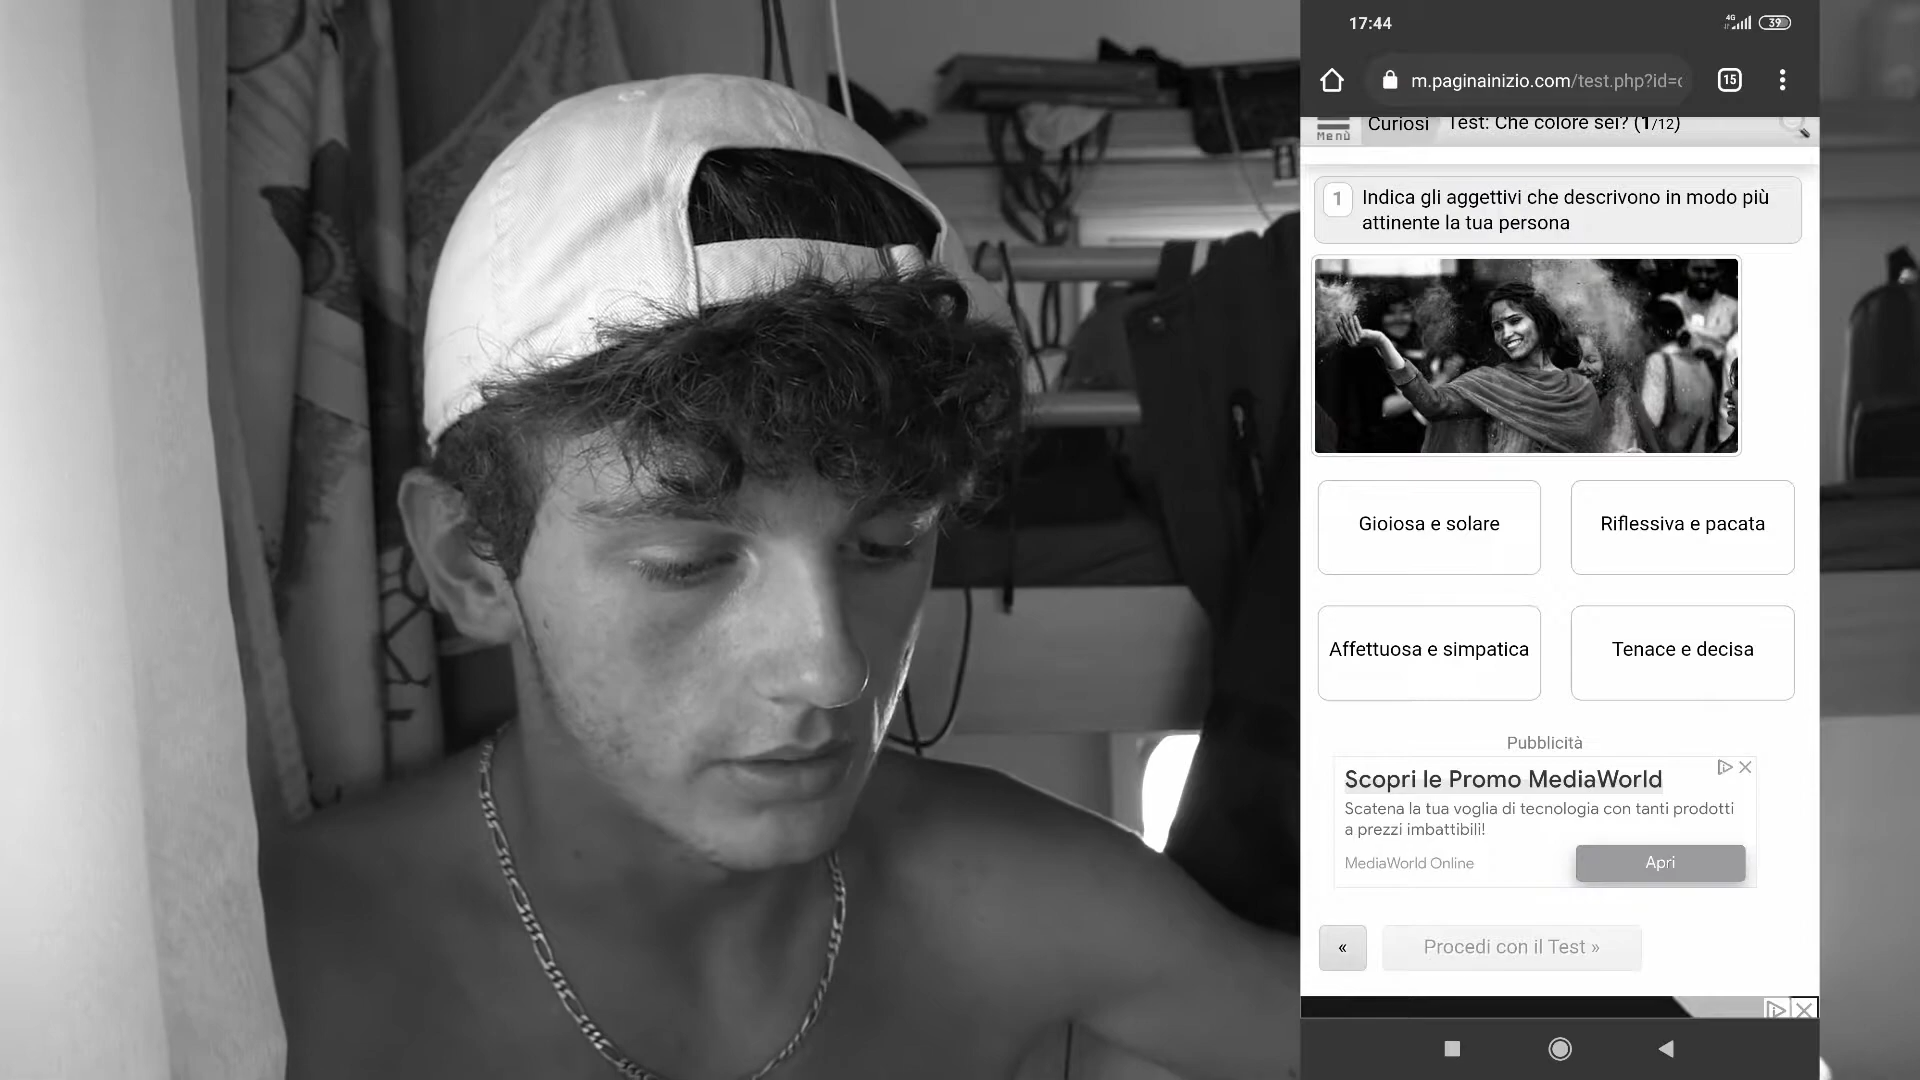 17:44
4G
39
m.paginainizio.com/test.php?id=
15
Menù
Curiosi
Test: Che colore sei? (1/12)
1
Indica gli aggettivi che descrivono in modo più
attinente la tua persona
Gioiosa e solare
Riflessiva e pacata
Affettuosa e simpatica
Tenace e decisa
Pubblicità
Scopri le Promo MediaWorld
Scatena la tua voglia di tecnologia con tanti prodotti
a prezzi imbattibili!
MediaWorld Online
Apri
«
Procedi con il Test »